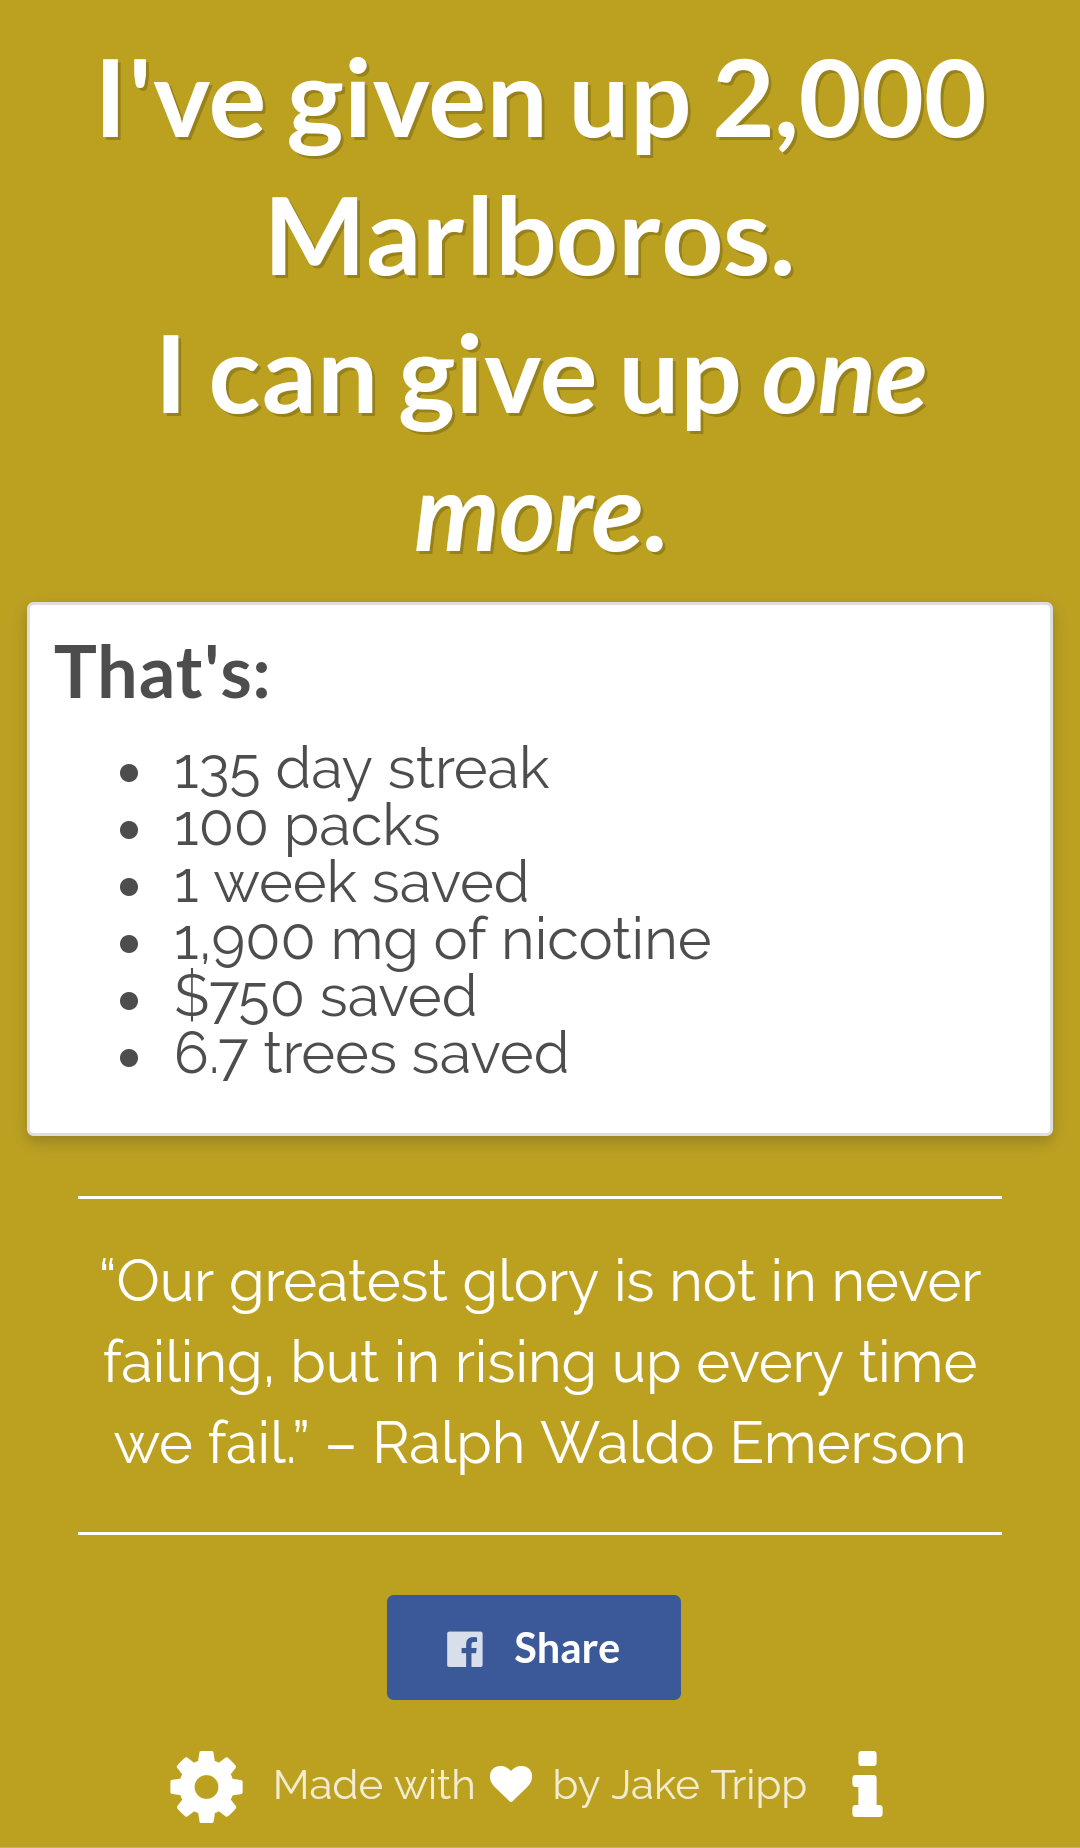 I've given up 2,000
Marlboros.
I can give up one
more.
That's:
• 135 day streak
• 100 packs
• 1 week saved
• 1,900 mg of nicotine
• $750 saved
• 6.7 trees saved
“Our greatest glory is not in never
failing, but in rising up every time
we fail.” – Ralph Waldo Emerson
Share
Made with ♥ by Jake Tripp